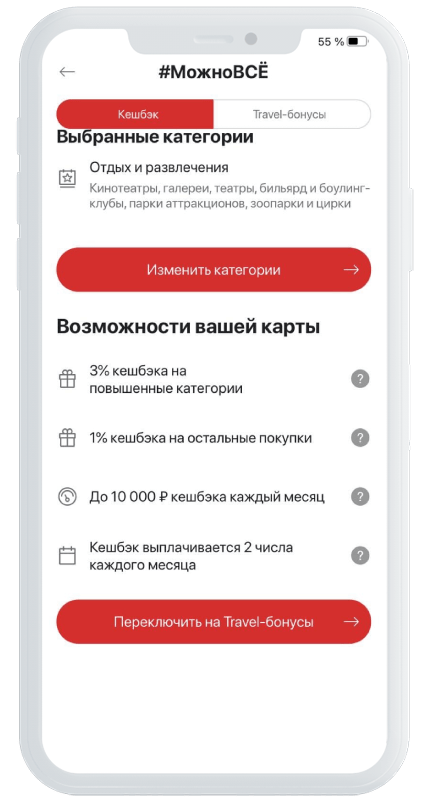 55 %
#МожноВСЁ
Кешбэк
Travel-бонусы
Выбранные категории
Отдых и развлечения
Кинотеатры, галереи, театры, бильярд и боулинг-
клубы, парки аттракционов, зоопарки и цирки
Изменить категории
Возможности вашей карты
3% кешбэка на
повышенные категории
1% кешбэка на остальные покупки
До 10 000 ₽ кешбэка каждый месяц
Кешбэк выплачивается 2 числа
каждого месяца
Переключить на Travel-бонусы